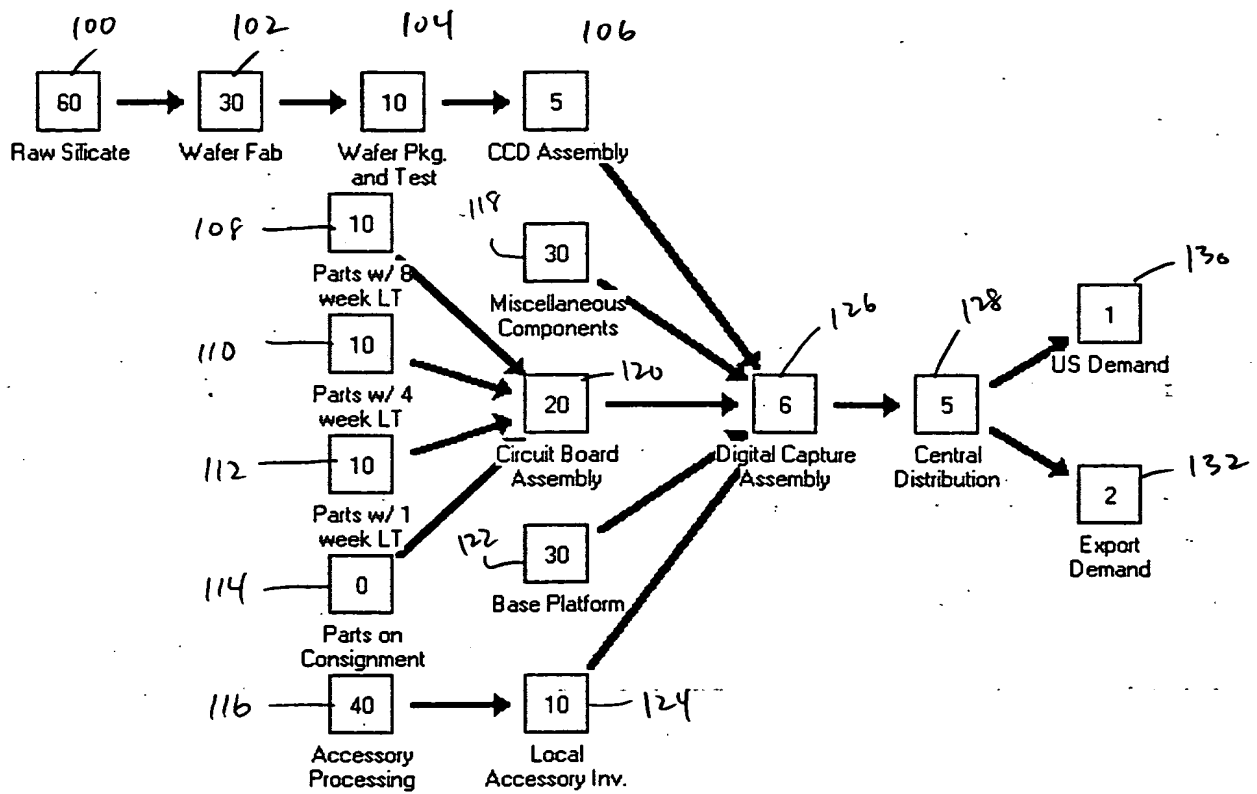 100
102
104
106
60
30
10
5
Raw Silicate
Wafer Fab
Wafer Pkg.
and Test
CCD Assembly
108
10
Parts w/ 8
week LT
118
30
Miscellaneous
Components
110
10
Parts w/ 4
week LT
120
20
Circuit Board
Assembly
126
6
Digital Capture
Assembly
128
5
Central
Distribution
130
1
US Demand
132
2
Export
Demand
112
10
Parts w/ 1
week LT
122
30
Base Platform
114
0
Parts on
Consignment
116
40
Accessory
Processing
10
124
Local
Accessory Inv.